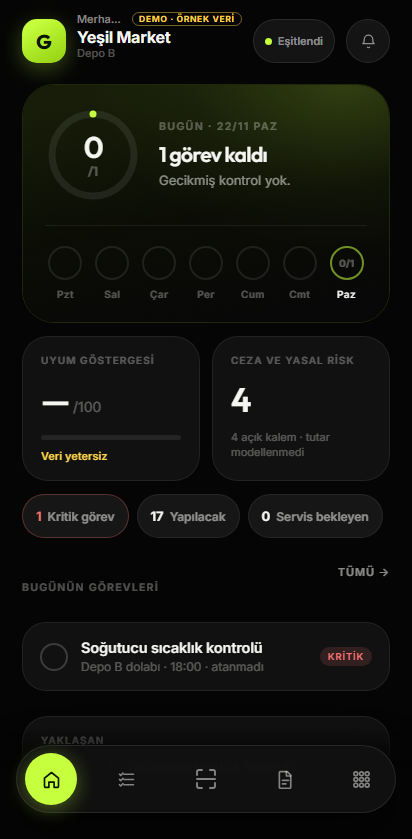 G
Merha... DEMO · ÖRNEK VERİ
Yeşil Market
Depo B
Eşitlendi
BUGÜN · 22/11 PAZ
0
/1
1 görev kaldı
Gecikmiş kontrol yok.
0/1
Pzt Sal Çar Per Cum Cmt Paz
UYUM GÖSTERGESİ
— /100
Veri yetersiz
CEZA VE YASAL RİSK
4
4 açık kalem · tutar
modellenmedi
1 Kritik görev
17 Yapılacak
0 Servis bekleyen
TÜMÜ →
BUGÜNÜN GÖREVLERİ
Soğutucu sıcaklık kontrolü
Depo B dolabı · 18:00 · atanmadı
KRİTİK
YAKLAŞAN